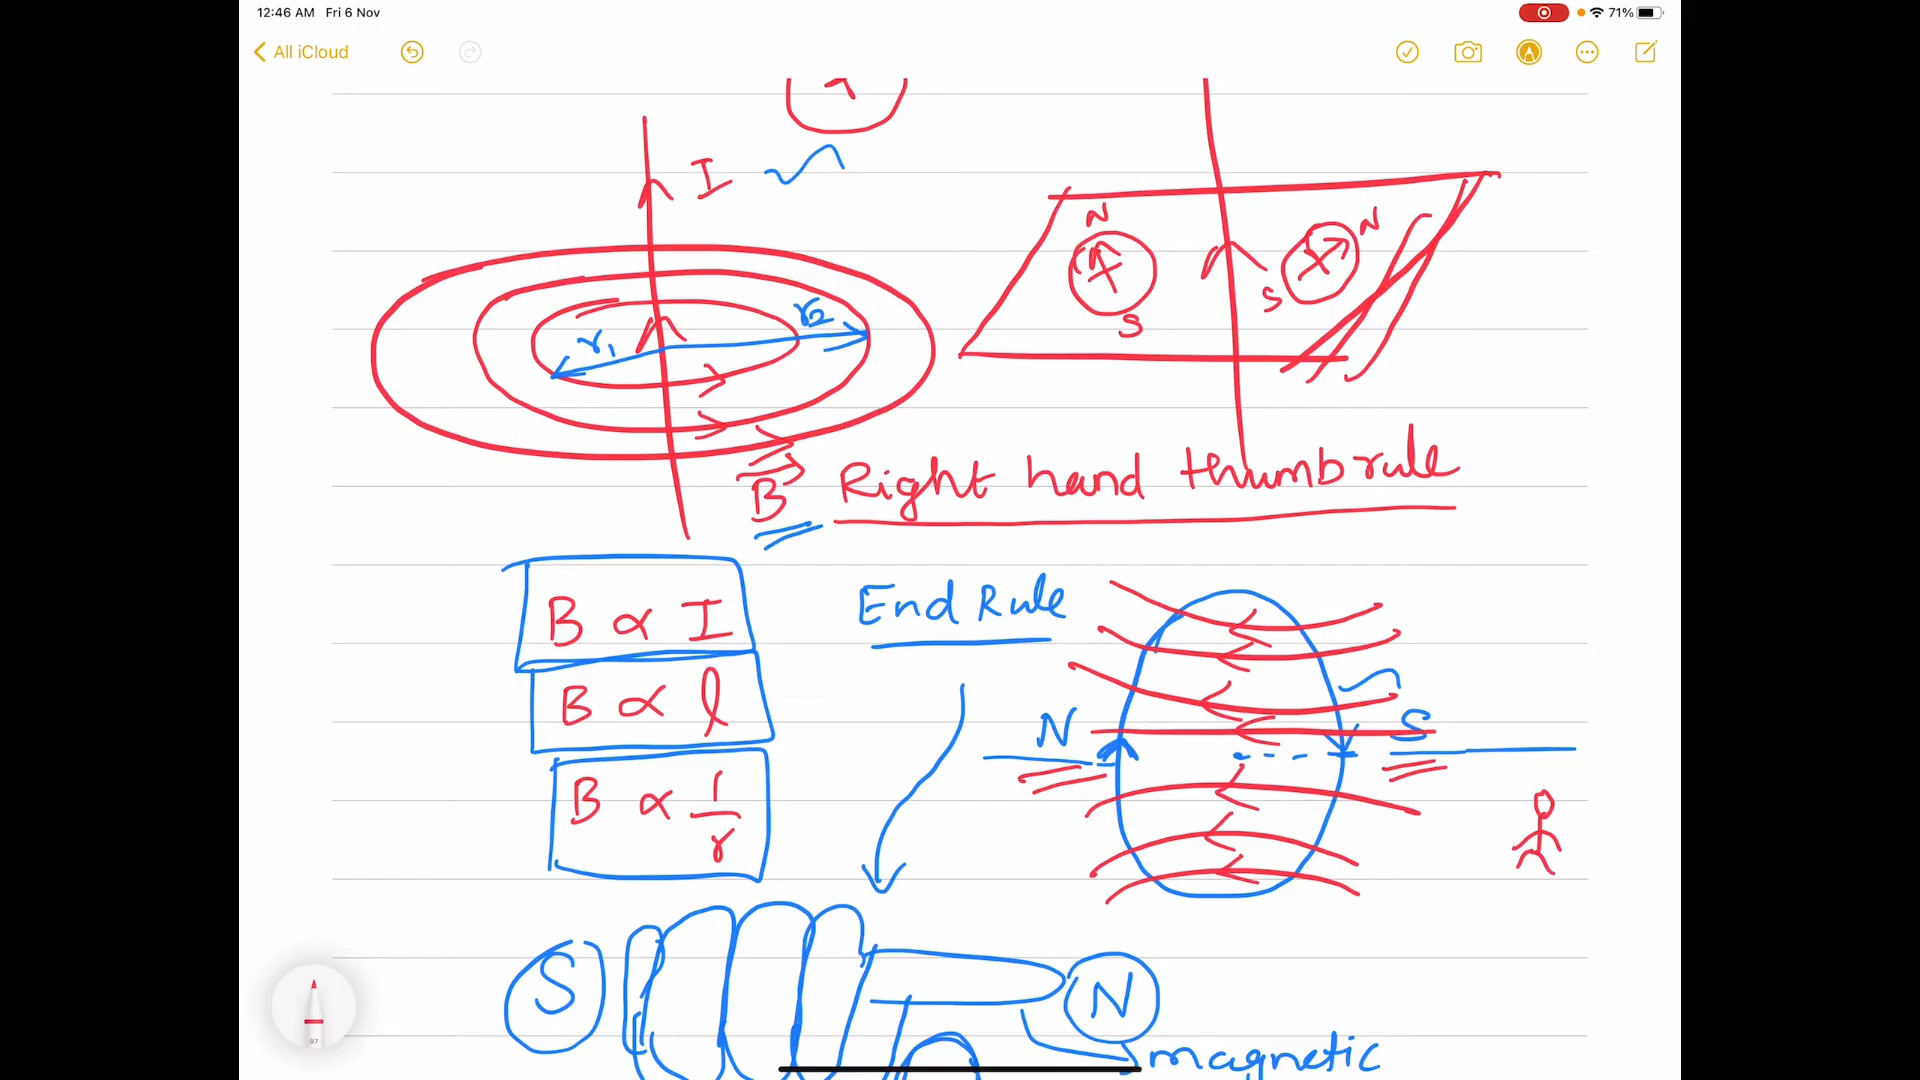 12:46 AM Fri 6 Nov 71%
All iCloud
I
N N
r₂
r₁
S S
B Right hand thumb rule
B ∝ I
End Rule
B ∝ l
N S
B ∝ 1/r
S N
magnetic
97